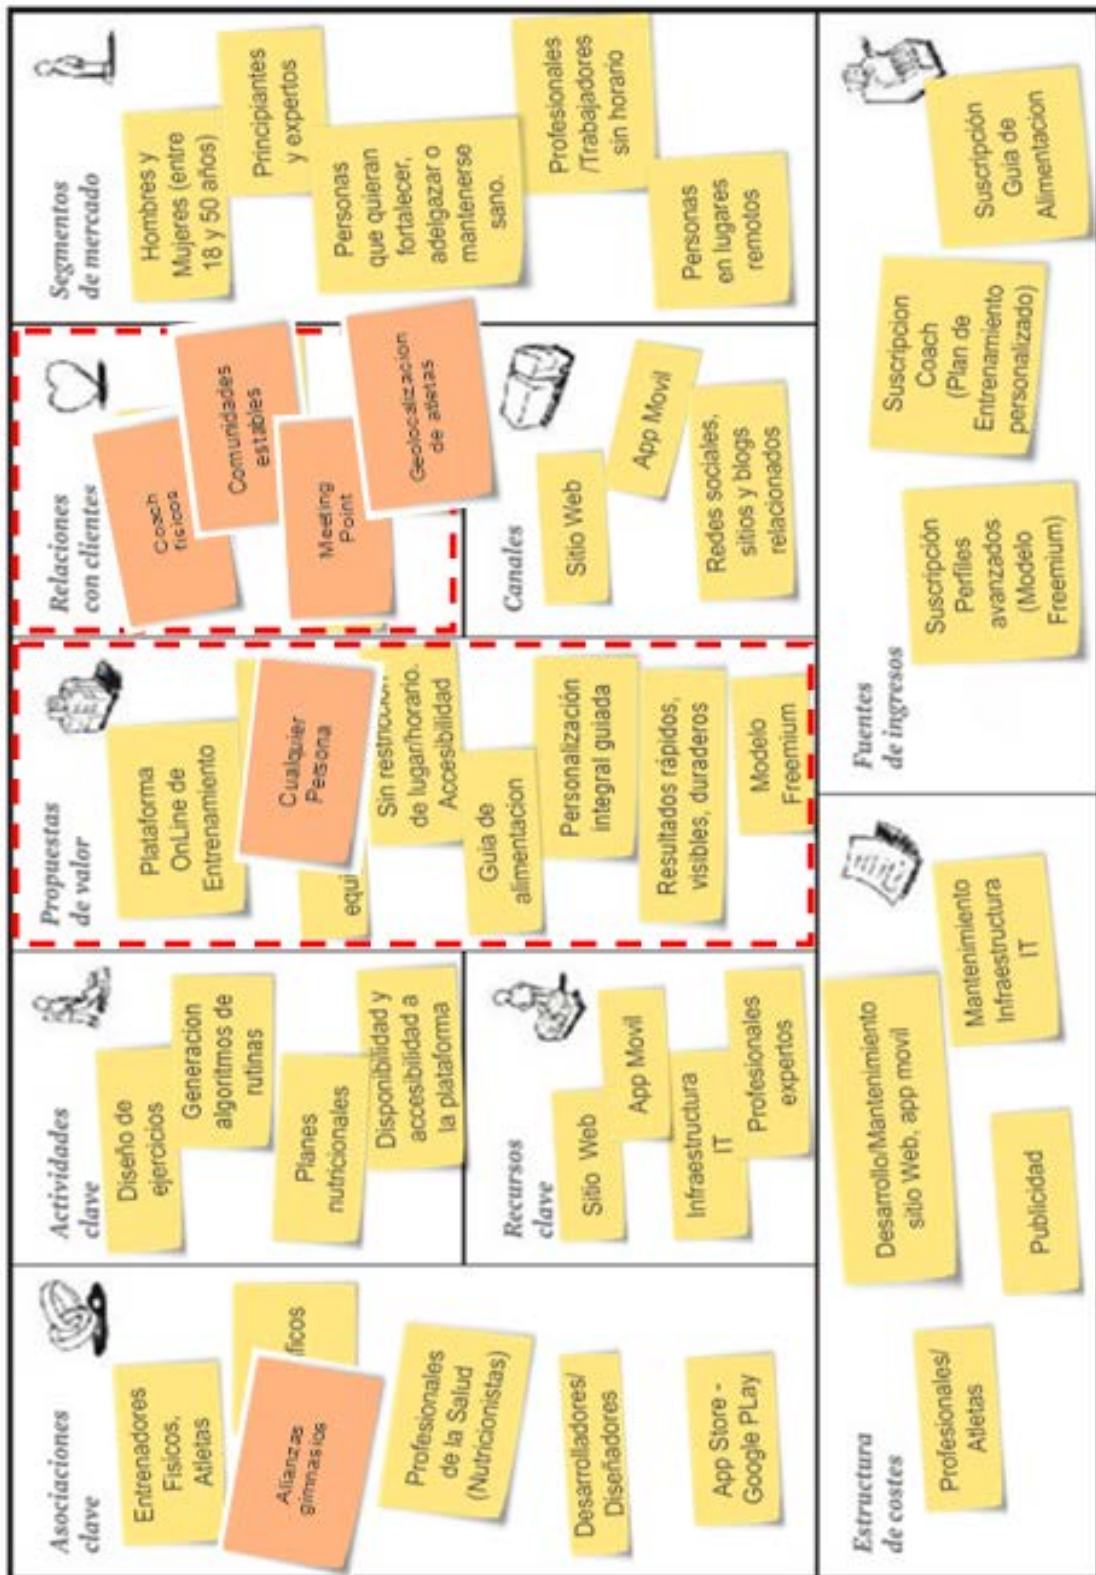 Asociaciones
clave
Entrenadores
Fisicos,
Atletas
ficos
Alianzas
gimnasios
Profesionales
de la Salud
(Nutricionistas)
Desarrolladores/
Diseñadores
App Store -
Google PLay
Actividades
clave
Diseño de
ejercicios
Generacion
algoritmos de
rutinas
Planes
nutricionales
Disponibilidad y
accesibilidad a
la plataforma
Recursos
clave
Sitio Web
App Movil
Infraestructura
IT
Profesionales
expertos
Propuestas
de valor
Plataforma
OnLine de
Entrenamiento
Cualquier
Persona
equi
Sin restricción
de lugar/horario.
Accesibilidad
Guia de
alimentacion
Personalización
integral guiada
Resultados rápidos,
visibles, duraderos
Modelo
Freemium
Relaciones
con clientes
Coach
fisicos
Comunidades
estables
Meeting
Point
Geolocalizacion
de atletas
Canales
Sitio Web
App Movil
Redes sociales,
sitios y blogs
relacionados
Segmentos
de mercado
Hombres y
Mujeres (entre
18 y 50 años)
Principiantes
y expertos
Personas
que quieran
fortalecer,
adelgazar o
mantenerse
sano.
Profesionales
/Trabajadores
sin horario
Personas
en lugares
remotos
Estructura
de costes
Profesionales/
Atletas
Desarrollo/Mantenimiento
sitio Web, app movil
Publicidad
Mantenimiento
Infraestructura
IT
Fuentes
de ingresos
Suscripción
Perfiles
avanzados
(Modelo
Freemium)
Suscripcion
Coach
(Plan de
Entrenamiento
personalizado)
Suscripción
Guia de
Alimentacion